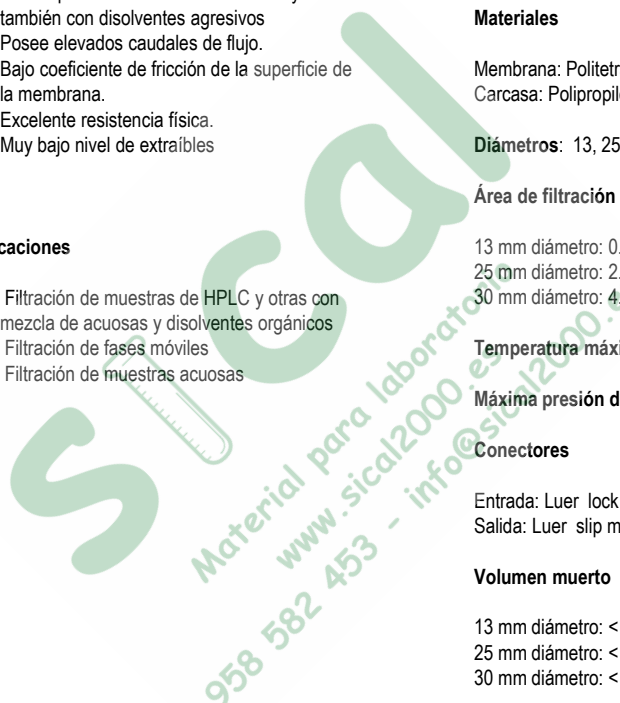 también con disolventes agresivos
Posee elevados caudales de flujo.
Bajo coeficiente de fricción de la superficie de
la membrana.
Excelente resistencia física.
Muy bajo nivel de extraíbles
caciones
Filtración de muestras de HPLC y otras con
mezcla de acuosas y disolventes orgánicos
Filtración de fases móviles
Filtración de muestras acuosas
Materiales
Membrana: Politetr
Carcasa: Polipropil
Diámetros: 13, 25
Área de filtración
13 mm diámetro: 0.
25 mm diámetro: 2.
30 mm diámetro: 4.
Temperatura máxi
Máxima presión d
Conectores
Entrada: Luer lock
Salida: Luer slip m
Volumen muerto
13 mm diámetro: <
25 mm diámetro: <
30 mm diámetro: <
sical
Material para laboratorio
www.sical2000.es
958 582 453 - info@sical2000.e